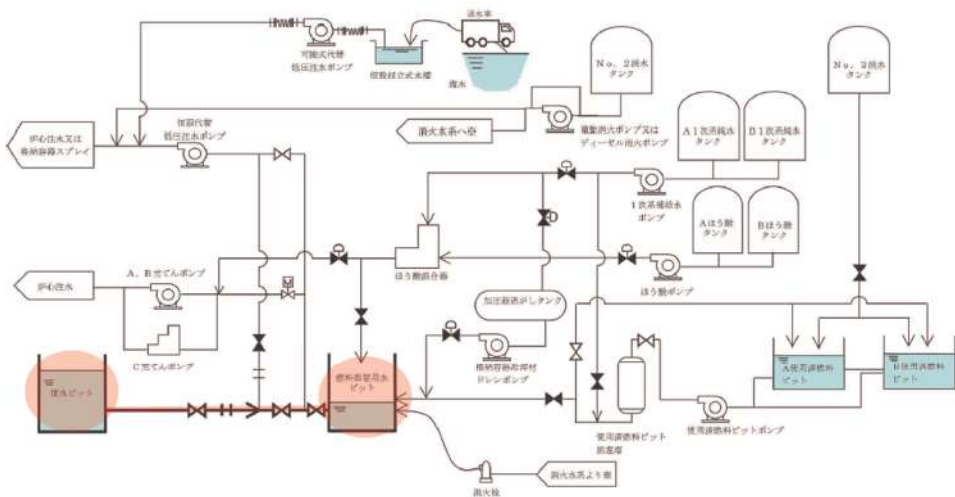 送水車
可搬式代替
低圧注水ポンプ
仮設組立式水槽
海水
No．2淡水
タンク
No．2淡水
タンク
消火水系へ※
電動消火ポンプ又は
ディーゼル消火ポンプ
A1次系純水
タンク
B1次系純水
タンク
恒設代替
低圧注水ポンプ
炉心注水又は
格納容器スプレイ
1次系補給水
ポンプ
Aほう酸
タンク
Bほう酸
タンク
ほう酸混合器
ほう酸ポンプ
A、B充てんポンプ
M
炉心注水
加圧器逃がしタンク
C充てんポンプ
格納容器冷却材
ドレンポンプ
復水ピット
燃料取替用水
ピット
A使用済燃料
ピット
B使用済燃料
ピット
使用済燃料ピット
脱塩塔
使用済燃料ピットポンプ
消火栓
消火水系より※